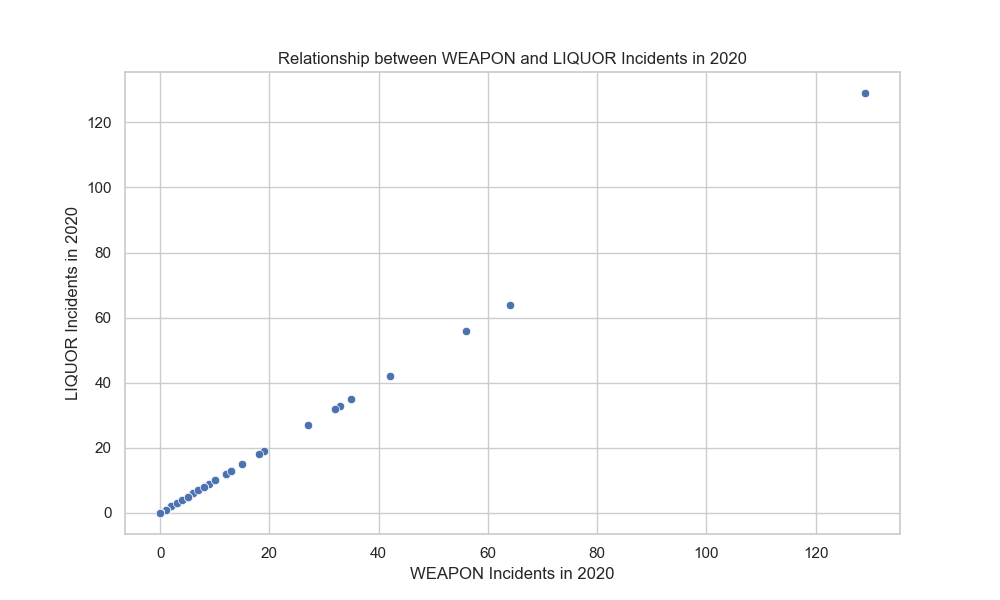 Relationship between WEAPON and LIQUOR Incidents in 2020
120
100
80
60
40
20
0
LIQUOR Incidents in 2020
0 20 40 60 80 100 120
WEAPON Incidents in 2020